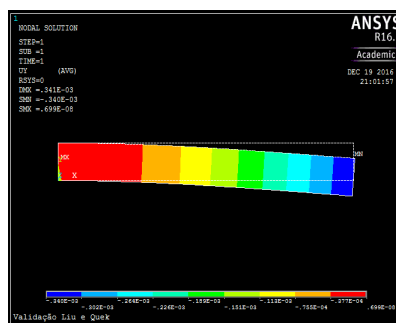 1
NODAL SOLUTION
STEP=1
SUB =1
TIME=1
UY (AVG)
RSYS=0
DMX =.341E-03
SMN =-.340E-03
SMX =.699E-08
ANSYS
R16.
Academic
DEC 19 2016
21:01:57
MX
MN
X
-.340E-03 -.264E-03 -.189E-03 -.113E-03 -.377E-04
-.302E-03 -.226E-03 -.151E-03 -.755E-04 .699E-08
Validação Liu e Quek